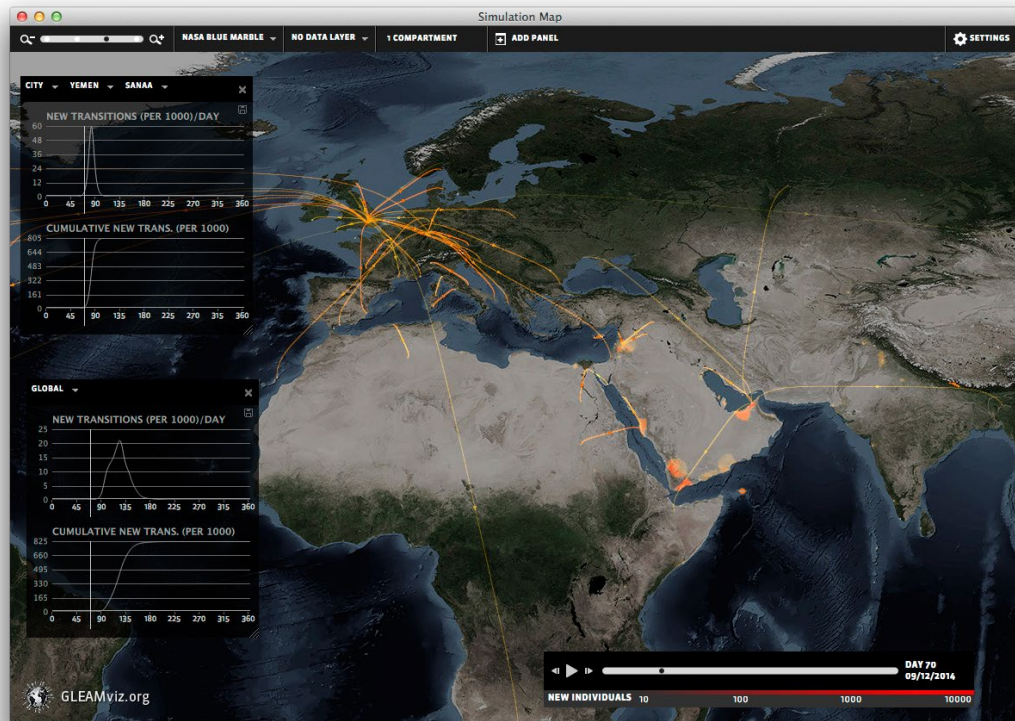 Simulation Map
NASA BLUE MARBLE NO DATA LAYER 1 COMPARTMENT ADD PANEL SETTINGS
CITY YEMEN SANAA
NEW TRANSITIONS (PER 1000)/DAY
60
48
36
24
12
0
0 45 90 135 180 225 270 315 360
CUMULATIVE NEW TRANS. (PER 1000)
805
644
483
322
161
0
0 45 90 135 180 225 270 315 360
GLOBAL
NEW TRANSITIONS (PER 1000)/DAY
25
20
15
10
5
0
0 45 90 135 180 225 270 315 360
CUMULATIVE NEW TRANS. (PER 1000)
825
660
495
330
165
0
0 45 90 135 180 225 270 315 360
DAY 70
09/12/2014
NEW INDIVIDUALS 10 100 1000 10000
GLEAMviz.org